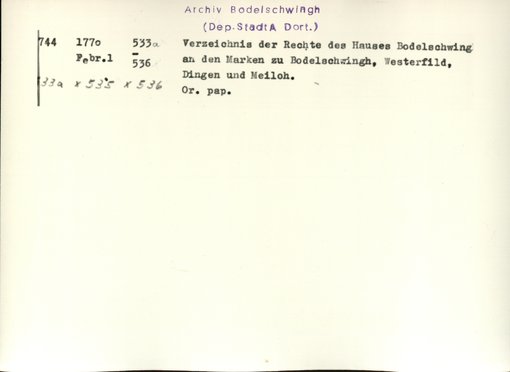 Archiv Bodelschwingh
(Dep. StadtA Dort.)
744 1770 533a Verzeichnis der Rechte des Hauses Bodelschwing
Febr.1 - 536 an den Marken zu Bodelschwingh, Westerfild,
Dingen und Meiloh.
33a x 535 x 536 Or. pap.